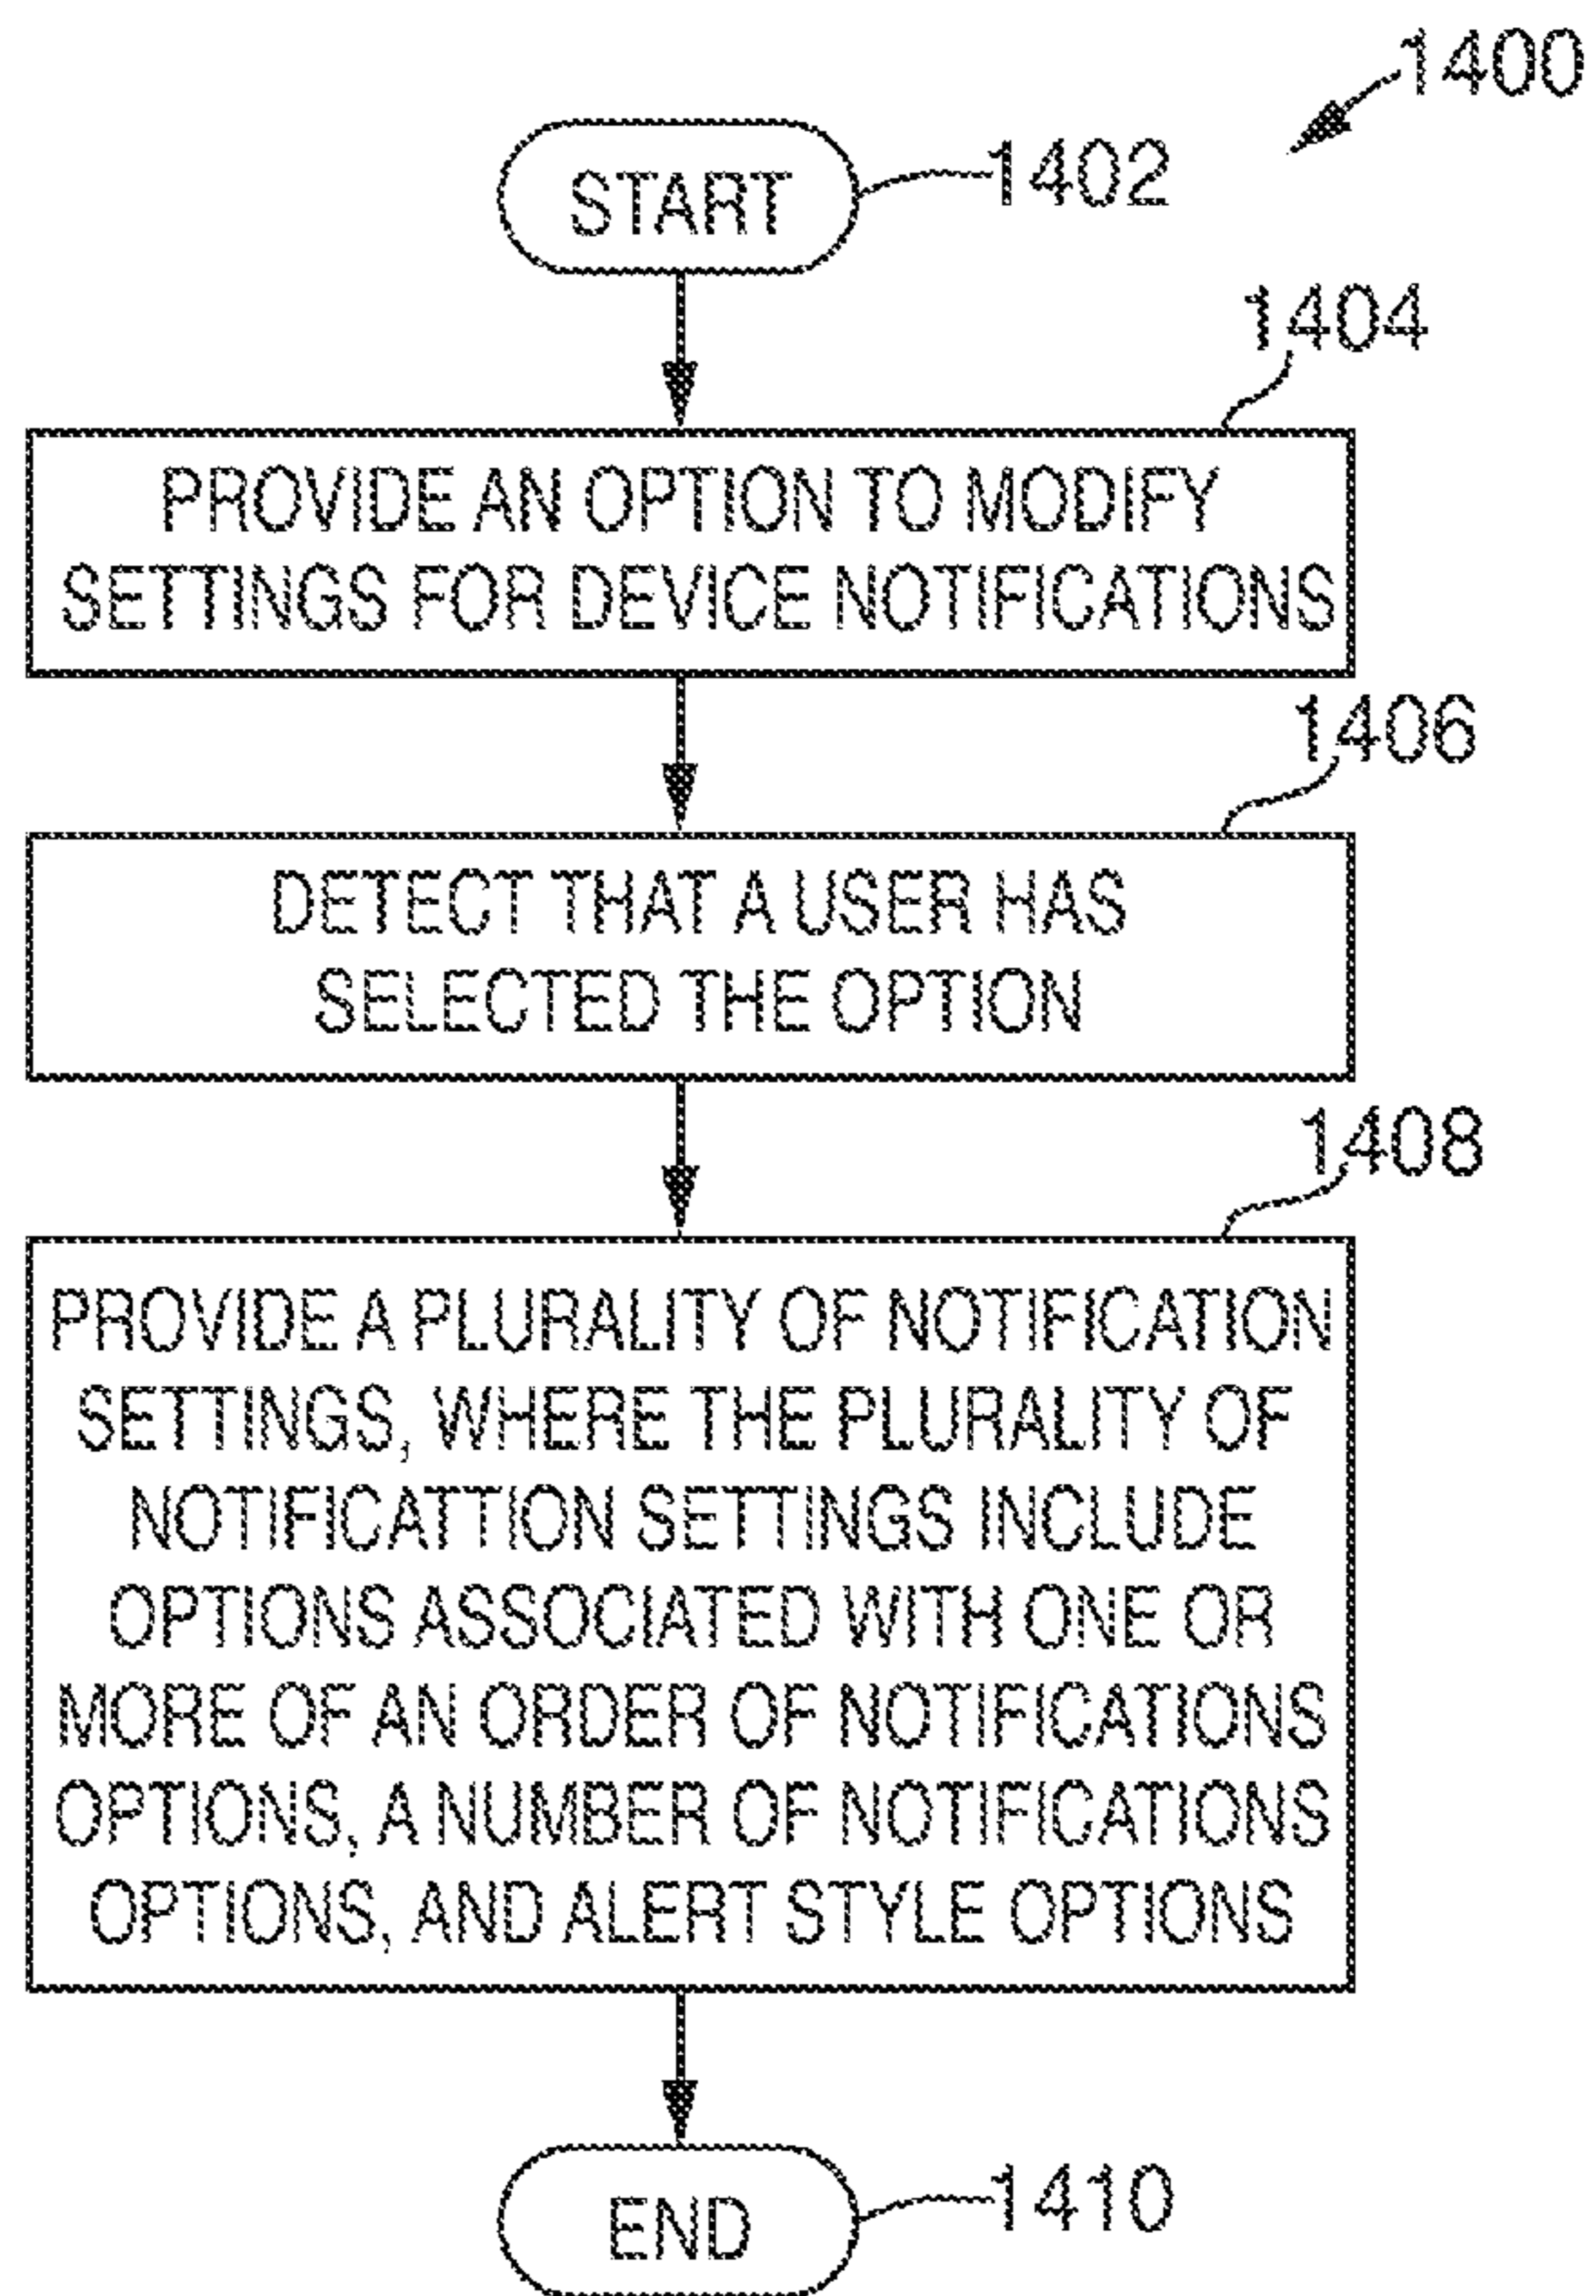 1400
START
1402
1404
PROVIDE AN OPTION TO MODIFY
SETTINGS FOR DEVICE NOTIFICATIONS
1406
DETECT THAT A USER HAS
SELECTED THE OPTION
1408
PROVIDE A PLURALITY OF NOTIFICATION
SETTINGS, WHERE THE PLURALITY OF
NOTIFICATTION SETTINGS INCLUDE
OPTIONS ASSOCIATED WITH ONE OR
MORE OF AN ORDER OF NOTIFICATIONS
OPTIONS, A NUMBER OF NOTIFICATIONS
OPTIONS, AND ALERT STYLE OPTIONS
END
1410